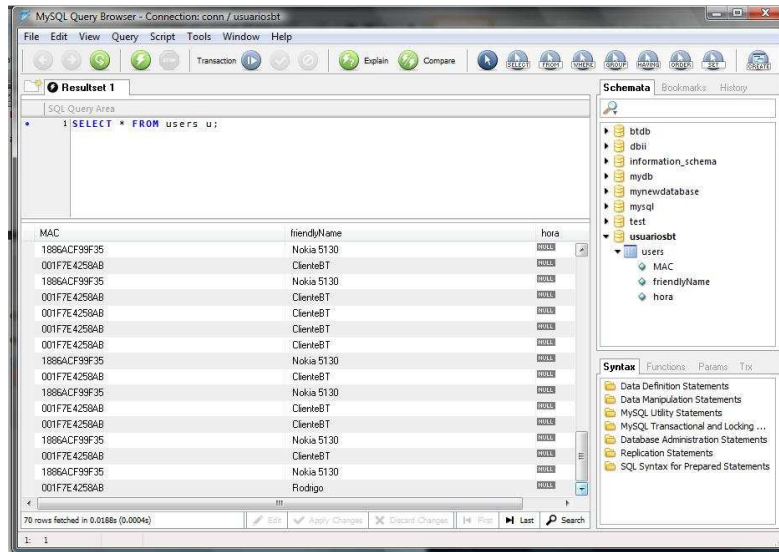 MySQL Query Browser - Connection: conn / usuariosbt
File Edit View Query Script Tools Window Help
Transaction Explain Compare SELECT FROM WHERE GROUP HAVING ORDER SET CREATE
Resultset 1
SQL Query Area
1 SELECT * FROM users u;
MAC friendlyName hora
1886ACF99F35 Nokia 5130 NULL
001F7E4258AB ClienteBT NULL
1886ACF99F35 Nokia 5130 NULL
001F7E4258AB ClienteBT NULL
001F7E4258AB ClienteBT NULL
001F7E4258AB ClienteBT NULL
001F7E4258AB ClienteBT NULL
1886ACF99F35 Nokia 5130 NULL
001F7E4258AB ClienteBT NULL
1886ACF99F35 Nokia 5130 NULL
001F7E4258AB ClienteBT NULL
001F7E4258AB ClienteBT NULL
1886ACF99F35 Nokia 5130 NULL
001F7E4258AB ClienteBT NULL
1886ACF99F35 Nokia 5130 NULL
001F7E4258AB Rodrigo NULL
70 rows fetched in 0.0188s (0.0004s) Edit Apply Changes Discard Changes First Last Search
1: 1
Schemata Bookmarks History
btdb
dbii
information_schema
mydb
mynewdatabase
mysql
test
usuariosbt
users
MAC
friendlyName
hora
Syntax Functions Params Trx
Data Definition Statements
Data Manipulation Statements
MySQL Utility Statements
MySQL Transactional and Locking ...
Database Administration Statements
Replication Statements
SQL Syntax for Prepared Statements